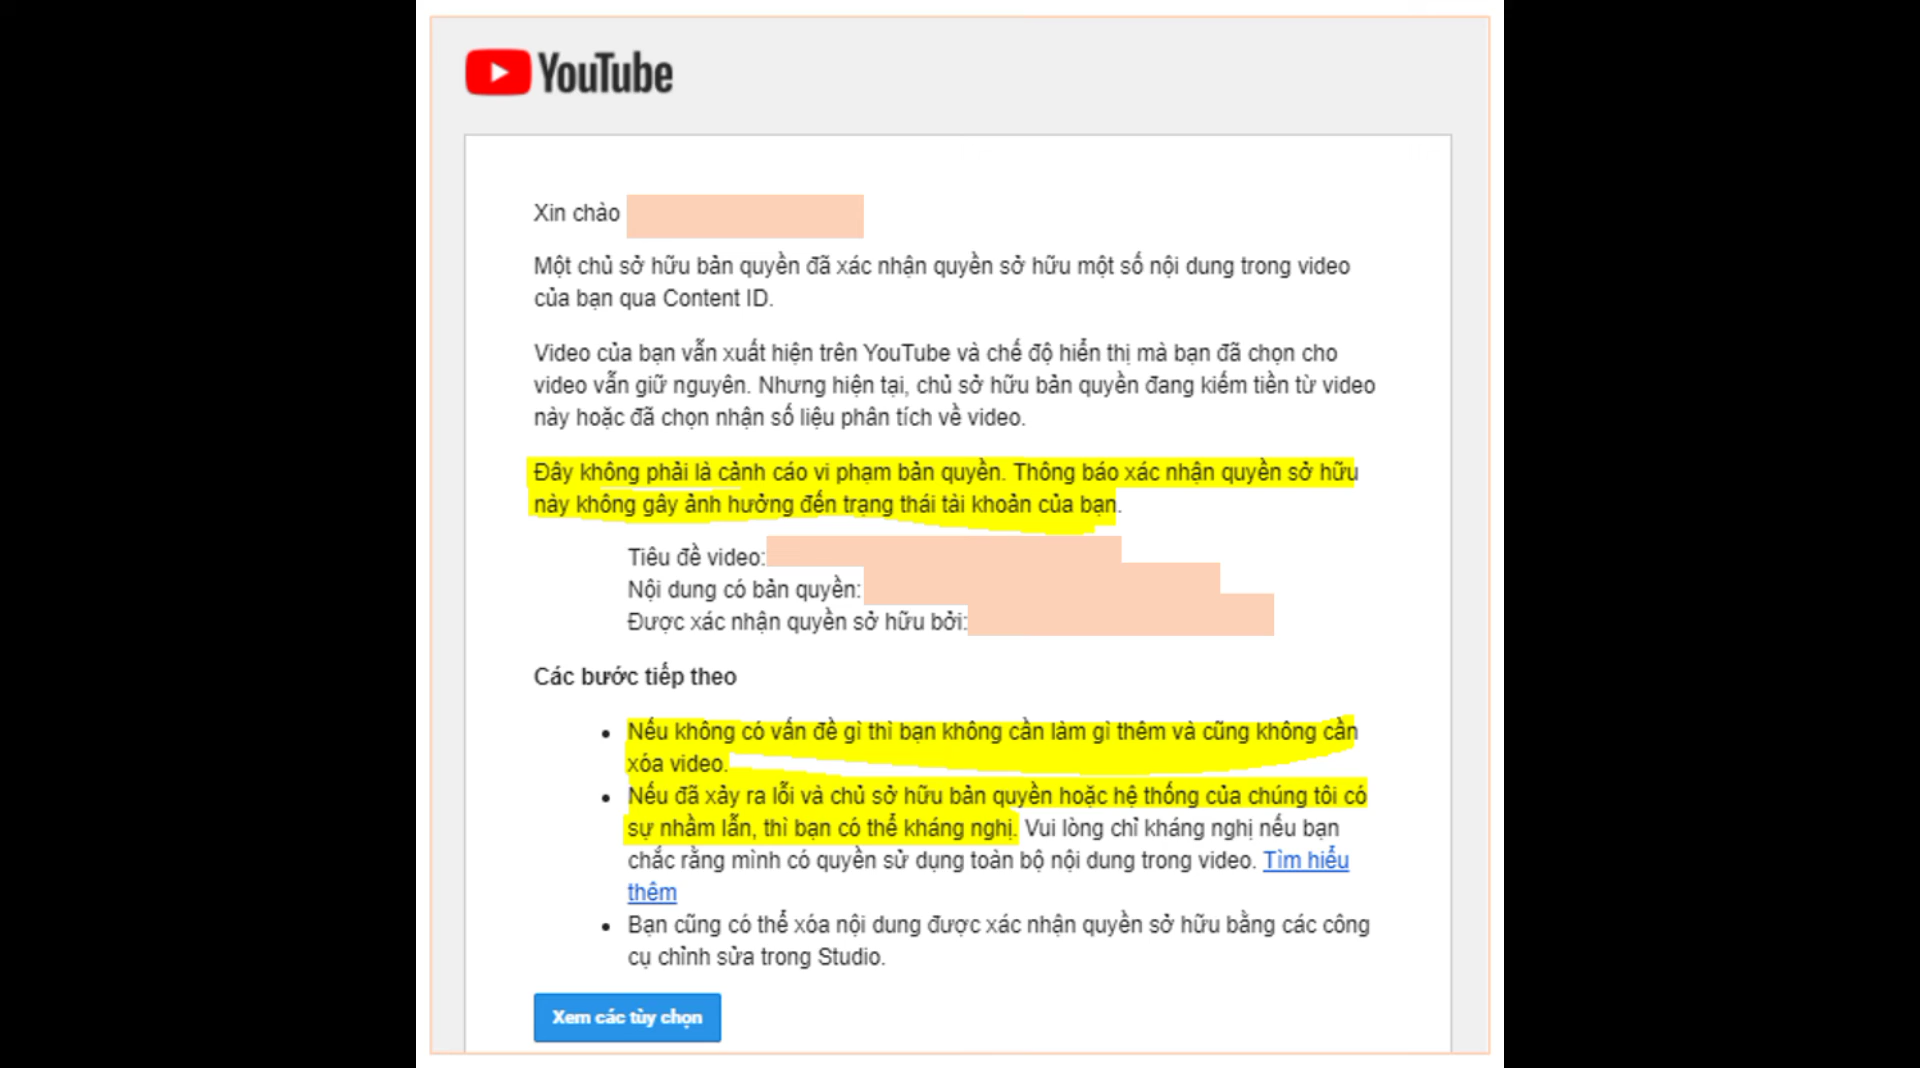 YouTube
Xin chào
Một chủ sở hữu bản quyền đã xác nhận quyền sở hữu một số nội dung trong video
của bạn qua Content ID.
Video của bạn vẫn xuất hiện trên YouTube và chế độ hiển thị mà bạn đã chọn cho
video vẫn giữ nguyên. Nhưng hiện tại, chủ sở hữu bản quyền đang kiếm tiền từ video
này hoặc đã chọn nhận số liệu phân tích về video.
Đây không phải là cảnh cáo vi phạm bản quyền. Thông báo xác nhận quyền sở hữu
này không gây ảnh hưởng đến trạng thái tài khoản của bạn.
Tiêu đề video:
Nội dung có bản quyền:
Được xác nhận quyền sở hữu bởi:
Các bước tiếp theo
• Nếu không có vấn đề gì thì bạn không cần làm gì thêm và cũng không cần
xóa video.
• Nếu đã xảy ra lỗi và chủ sở hữu bản quyền hoặc hệ thống của chúng tôi có
sự nhầm lẫn, thì bạn có thể kháng nghị. Vui lòng chỉ kháng nghị nếu bạn
chắc rằng mình có quyền sử dụng toàn bộ nội dung trong video. Tìm hiểu
thêm
• Bạn cũng có thể xóa nội dung được xác nhận quyền sở hữu bằng các công
cụ chỉnh sửa trong Studio.
Xem các tùy chọn